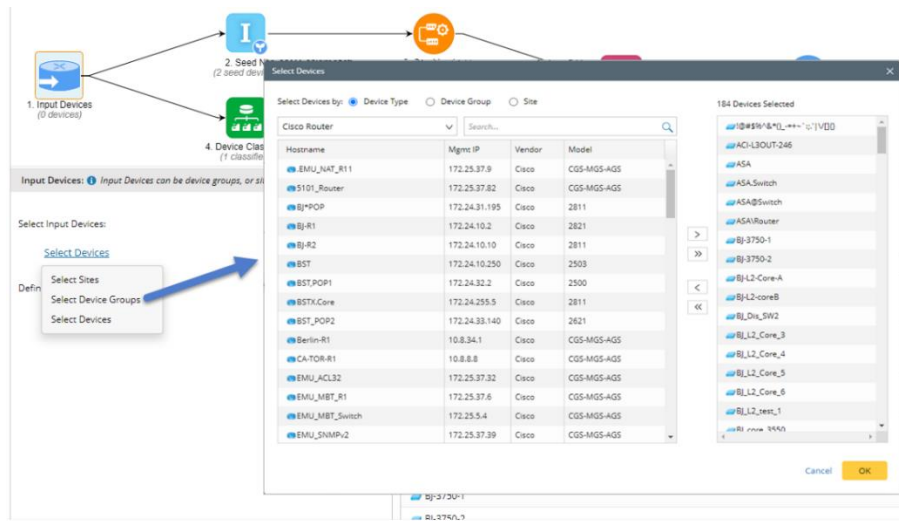 1. Input Devices
(0 devices)
2. Seed N
(2 seed devi
4. Device Clas
(1 classifie
Input Devices: Input Devices can be device groups, or si
Select Input Devices:
Select Devices
Select Sites
Select Device Groups
Select Devices
Defin
Select Devices
Select Devices by: Device Type Device Group Site
184 Devices Selected
Cisco Router Search...
Hostname Mgmt IP Vendor Model
.EMU_NAT_R11 172.25.37.9 Cisco CGS-MGS-AGS
5101_Router 172.25.37.82 Cisco CGS-MGS-AGS
BJ*POP 172.24.31.195 Cisco 2811
BJ-R1 172.24.10.2 Cisco 2821
BJ-R2 172.24.10.10 Cisco 2811
BST 172.24.10.250 Cisco 2503
BST,POP1 172.24.32.2 Cisco 2500
BSTX.Core 172.24.255.5 Cisco 2811
BST_POP2 172.24.33.140 Cisco 2621
Berlin-R1 10.8.34.1 Cisco CGS-MGS-AGS
CA-TOR-R1 10.8.8.8 Cisco CGS-MGS-AGS
EMU_ACL32 172.25.37.32 Cisco CGS-MGS-AGS
EMU_MBT_R1 172.25.37.6 Cisco CGS-MGS-AGS
EMU_MBT_Switch 172.25.5.4 Cisco CGS-MGS-AGS
EMU_SNMPv2 172.25.37.39 Cisco CGS-MGS-AGS
>
>>
<
<<
ACI-L3OUT-246
ASA
ASA.Switch
ASA@Switch
ASA\Router
BJ-3750-1
BJ-3750-2
BJ-L2-Core-A
BJ-L2-coreB
BJ_Dis_SW2
BJ_L2_Core_3
BJ_L2_Core_4
BJ_L2_Core_5
BJ_L2_Core_6
BJ_L2_test_1
BJ_core_3550
Cancel OK
BJ-3750-1
BJ-3750-2